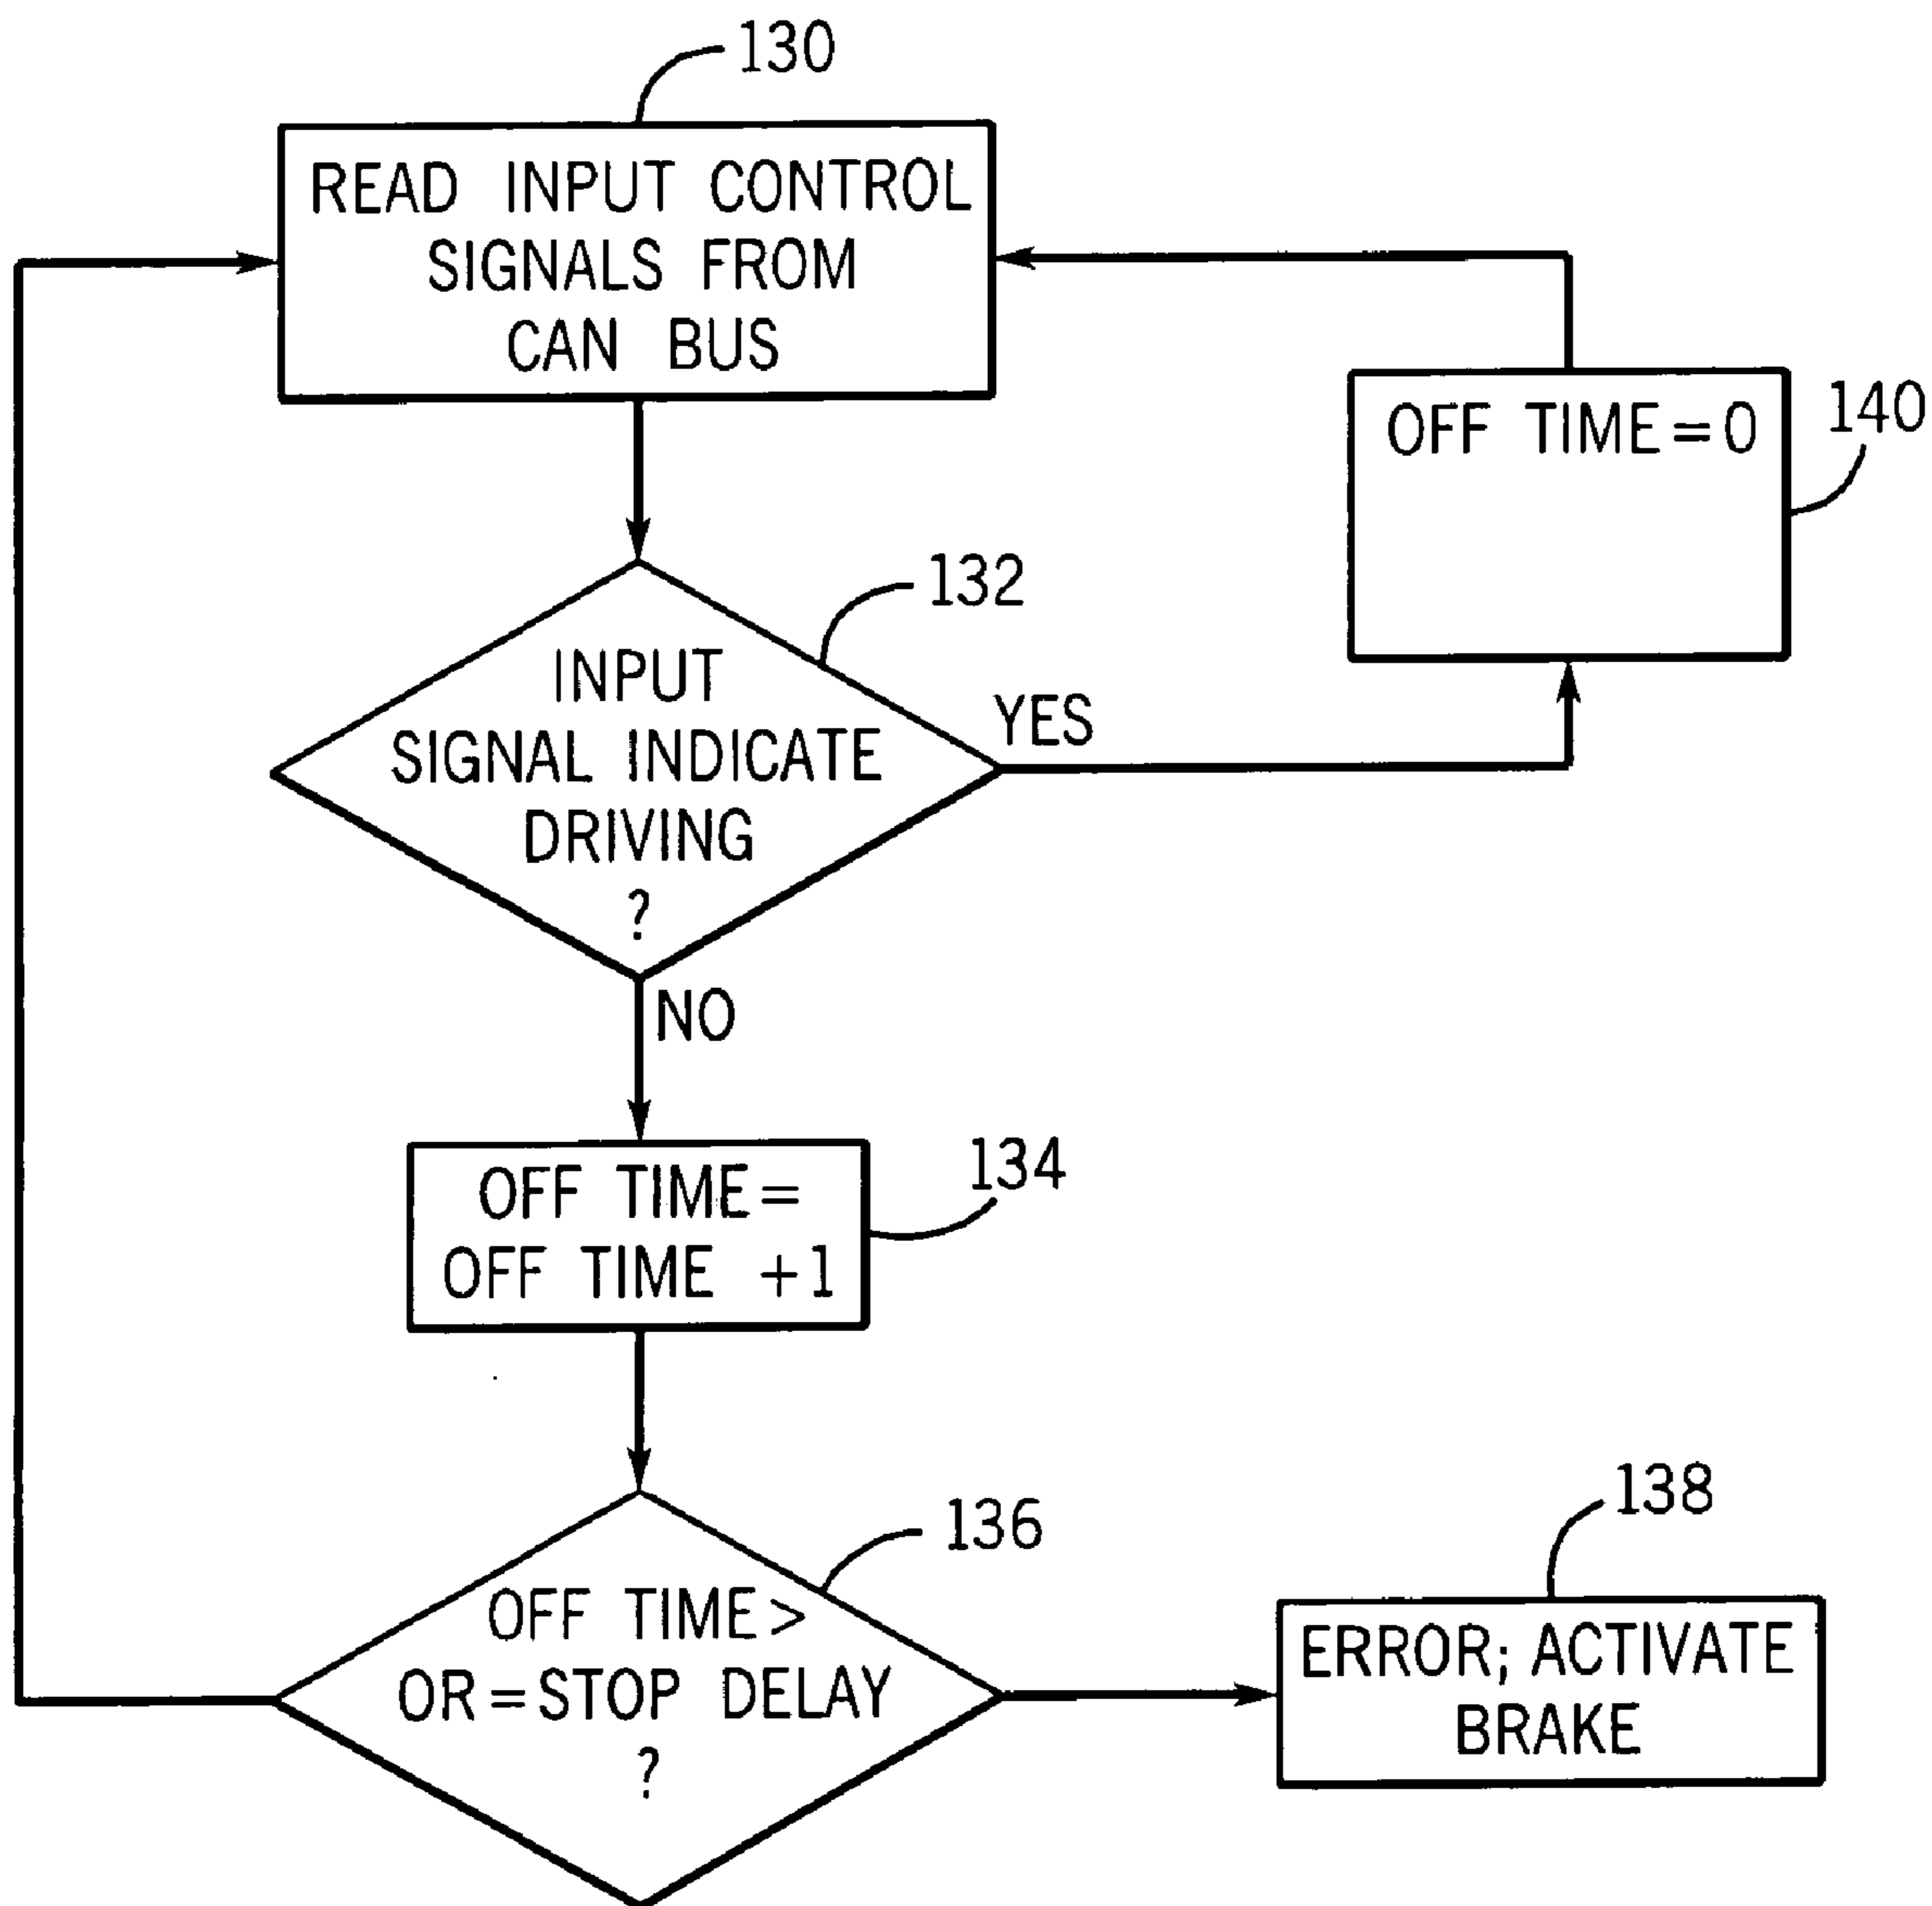 130
READ INPUT CONTROL
SIGNALS FROM
CAN BUS
OFF TIME=0
140
132
INPUT
SIGNAL INDICATE
DRIVING
?
YES
NO
OFF TIME=
OFF TIME +1
134
136
OFF TIME>
OR=STOP DELAY
?
138
ERROR; ACTIVATE
BRAKE